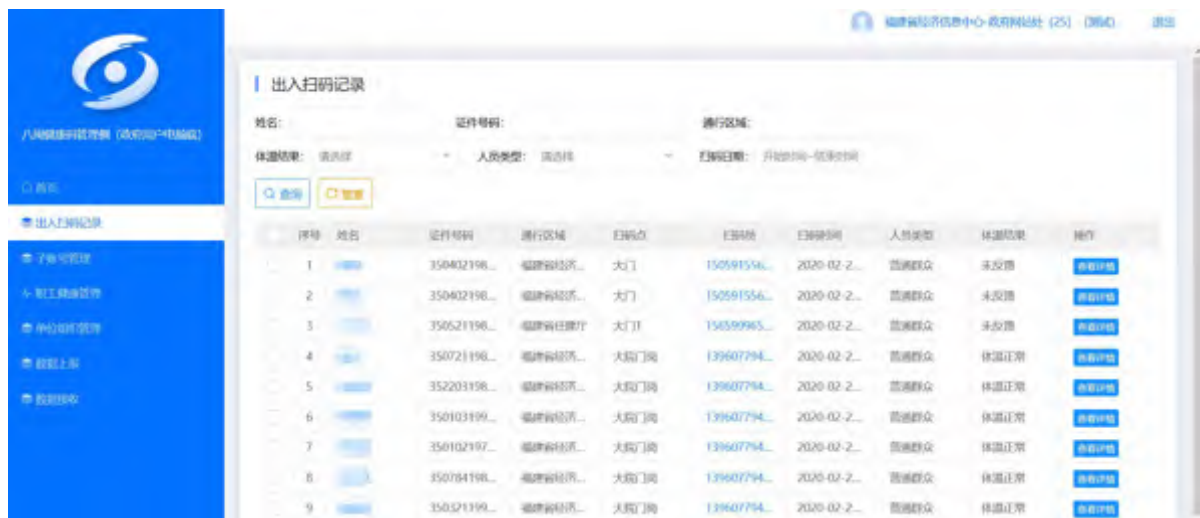 福建省经济信息中心-政府网站处 (25) (测试) 退出
八闽健康码管理侧 (政府用户电脑端)
首页
出入扫码记录
子账号管理
职工健康管理
单位组织管理
数据上报
数据接收
出入扫码记录
姓名: 证件号码: 通行区域:
体温结果: 请选择 人员类型: 请选择 扫码日期: 开始时间-结束时间
查询 重置
序号 姓名 证件号码 通行区域 扫码点 扫码时间 人员类型 体温结果 操作
1 350402198... 福建省经济... 大门 150591556... 2020-02-2... 普通群众 未反馈 查看详情
2 350402198... 福建省经济... 大门 150591556... 2020-02-2... 普通群众 未反馈 查看详情
3 350521198... 福建省住建厅 大门1 156599965... 2020-02-2... 普通群众 未反馈 查看详情
4 350721198... 福建省经济... 大院门岗 139607794... 2020-02-2... 普通群众 体温正常 查看详情
5 352203198... 福建省经济... 大院门岗 139607794... 2020-02-2... 普通群众 体温正常 查看详情
6 350103199... 福建省经济... 大院门岗 139607794... 2020-02-2... 普通群众 体温正常 查看详情
7 350102197... 福建省经济... 大院门岗 139607794... 2020-02-2... 普通群众 体温正常 查看详情
8 350784198... 福建省经济... 大院门岗 139607794... 2020-02-2... 普通群众 体温正常 查看详情
9 350321199... 福建省经济... 大院门岗 139607794... 2020-02-2... 普通群众 体温正常 查看详情